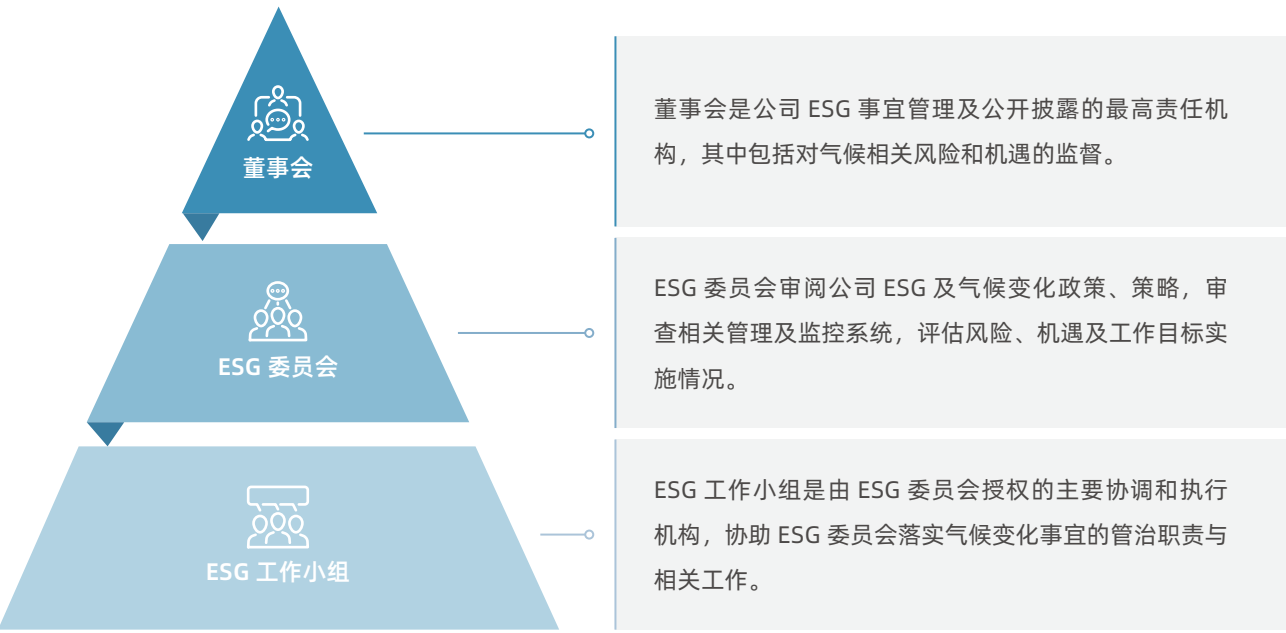 董事会
董事会是公司 ESG 事宜管理及公开披露的最高责任机
构，其中包括对气候相关风险和机遇的监督。
ESG 委员会
ESG 委员会审阅公司 ESG 及气候变化政策、策略，审
查相关管理及监控系统，评估风险、机遇及工作目标实
施情况。
ESG 工作小组
ESG 工作小组是由 ESG 委员会授权的主要协调和执行
机构，协助 ESG 委员会落实气候变化事宜的管治职责与
相关工作。